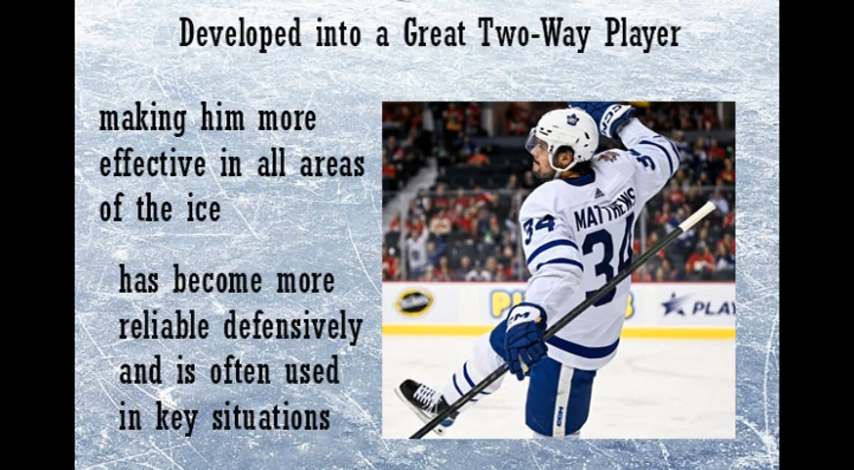 Developed into a Great Two-Way Player
making him more
effective in all areas
of the ice
has become more
reliable defensively
and is often used
in key situations
MATTHEWS
34
34
PLAY